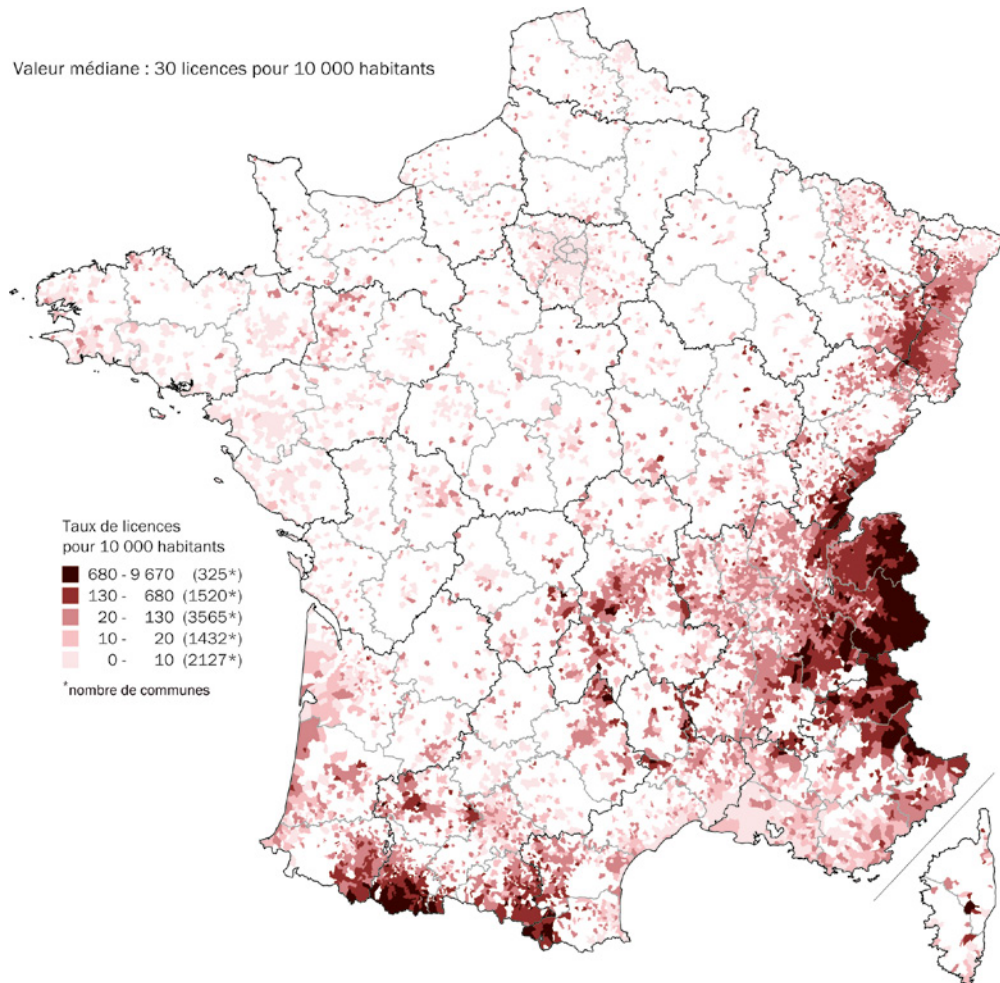 Valeur médiane : 30 licences pour 10 000 habitants
Taux de licences
pour 10 000 habitants
680 - 9 670 (325*)
130 - 680 (1520*)
20 - 130 (3565*)
10 - 20 (1432*)
0 - 10 (2127*)
*nombre de communes